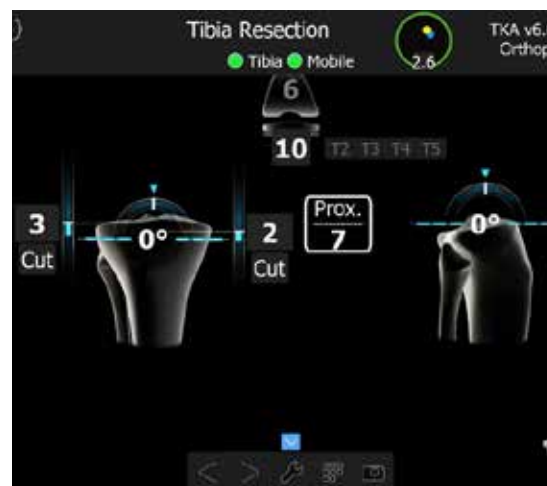 Tibia Resection
TKA v6.
Orthop
Tibia Mobile
2.6
6
10 T2 T3 T4 T5
3
Cut
0°
2
Cut
Prox.
7
0°